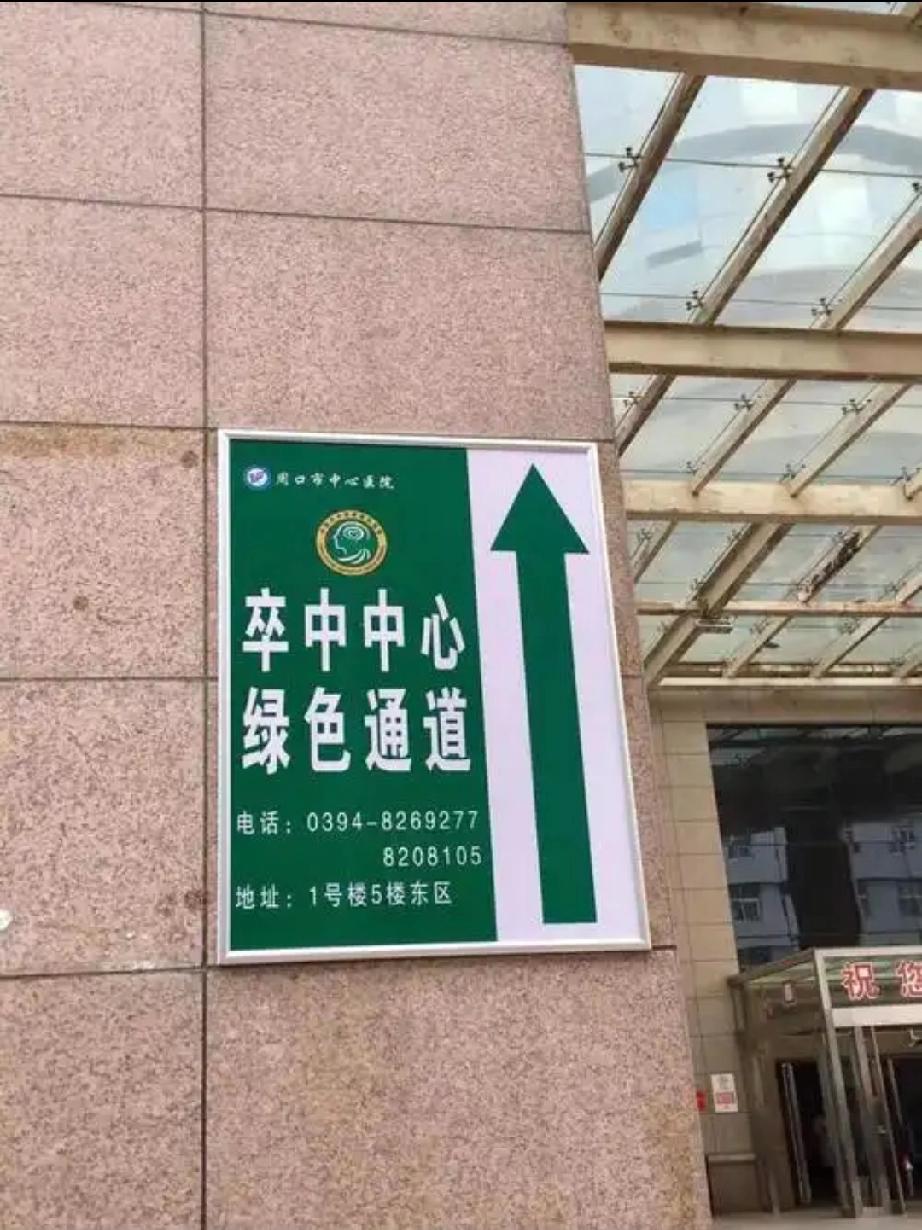 周口市中心医院
卒中中心
绿色通道
电话：0394-8269277
8208105
地址：1号楼5楼东区
祝您